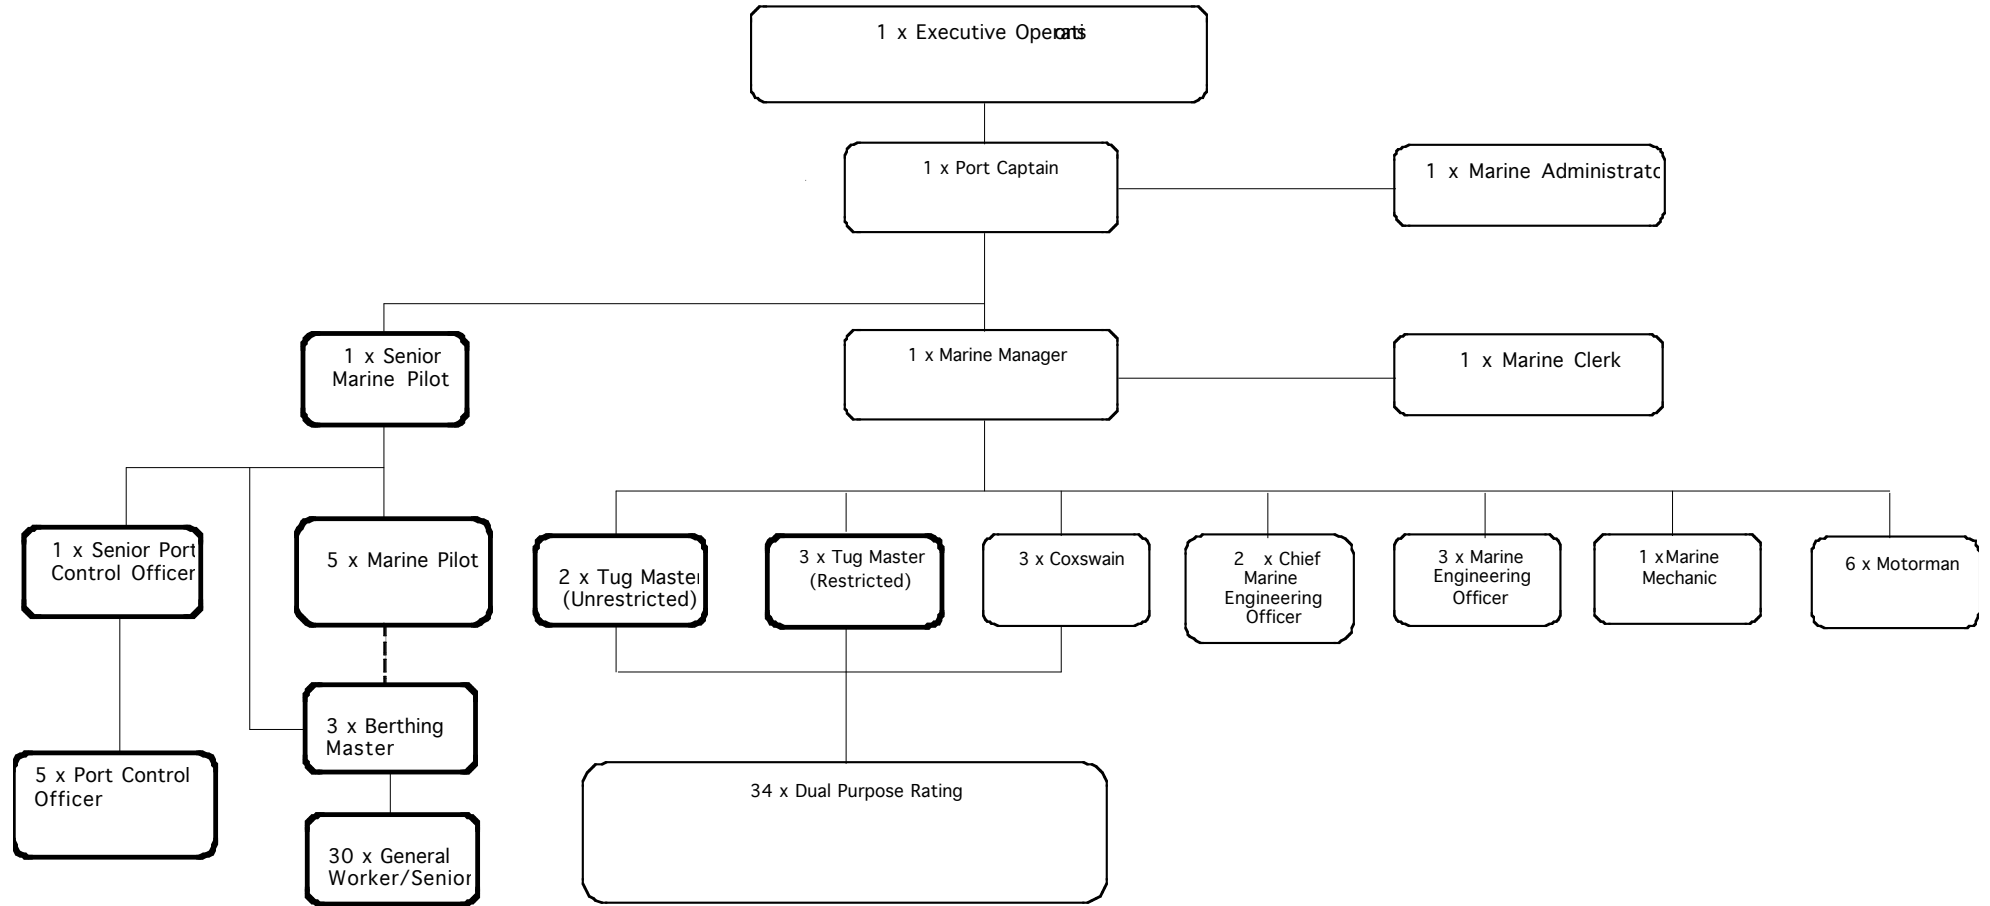 1 x Executive
1 x Port Captain
1 x Marine
1 x Senior
Marine Pilot
1 x Marine Manager
1 x Marine Clerk
1 x Senior Port
Control Officer
5 x Marine Pilot
2 x Tug Master
(Unrestricted)
3 x Tug Master
(Restricted)
3 x Coxswain
2 x Chief
Marine
Engineering
Officer
3 x Marine
Engineering
Officer
1 x Marine
Mechanic
6 x Motorman
3 x Berthing
Master
5 x Port Control
Officer
34 x Dual Purpose Rating
30 x General
Worker/Senior